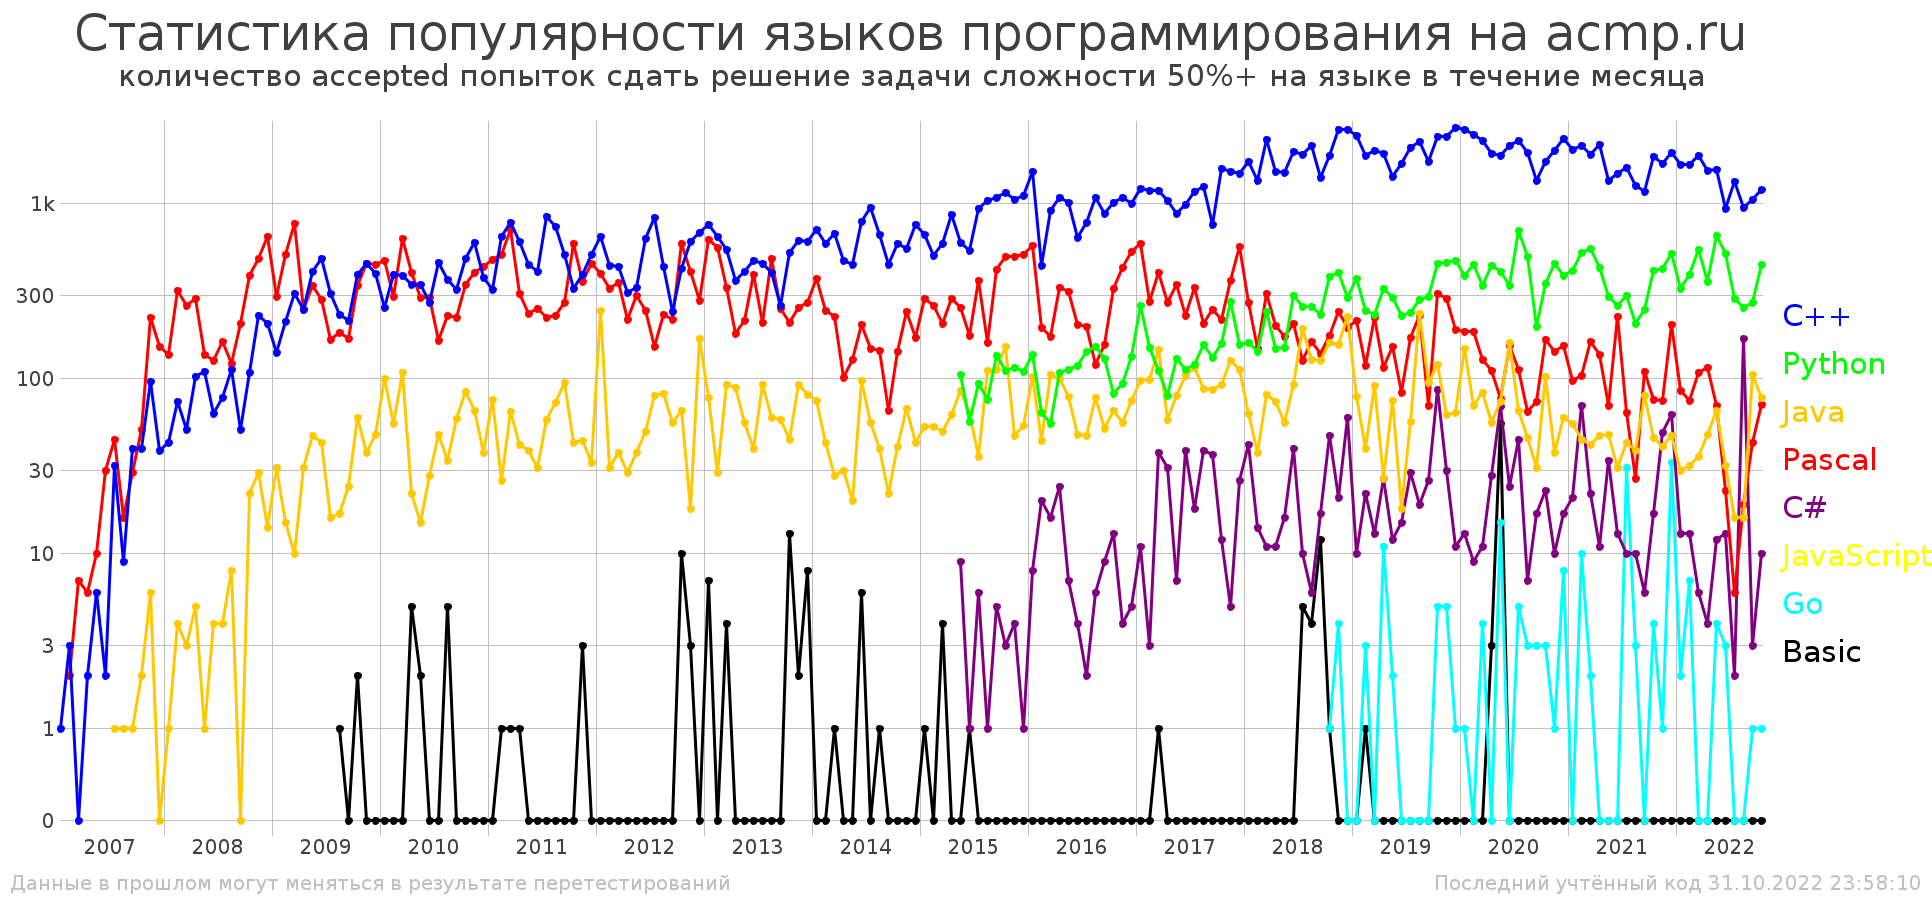 Статистика популярности языков программирования на acmp.ru
количество accepted попыток сдать решение задачи сложности 50%+ на языке в течение месяца
1k
300
100
30
10
3
1
0
C++
Python
Java
Pascal
C#
JavaScript
Go
Basic
2007 2008 2009 2010 2011 2012 2013 2014 2015 2016 2017 2018 2019 2020 2021 2022
Данные в прошлом могут меняться в результате перетестирований
Последний учтённый код 31.10.2022 23:58:10